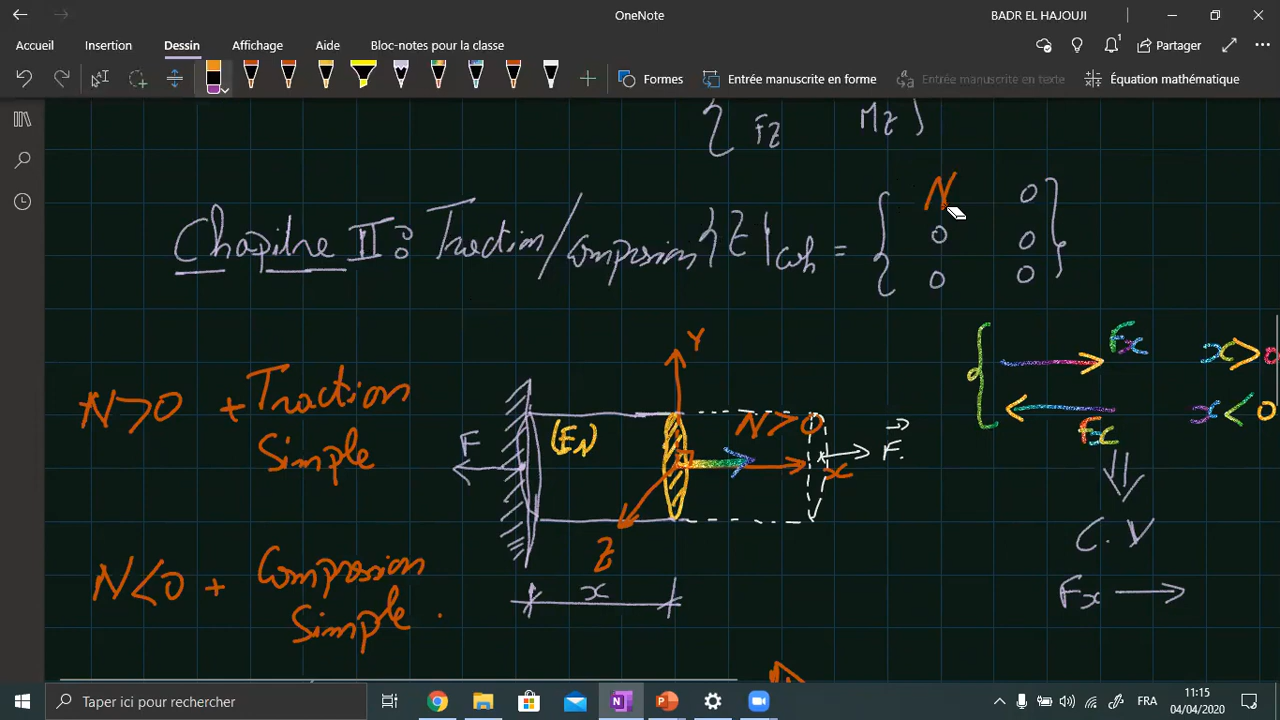 OneNote
BADR EL HAJOUJI
Accueil Insertion Dessin Affichage Aide Bloc-notes pour la classe
Partager
Formes
Entrée manuscrite en forme
Entrée manuscrite en texte
Équation mathématique
{ Fz Mz }
Chapitre II : Traction/Compression {τ}coh = { N 0
0 0
0 0 }
N>0 + Traction
Simple
N<0 + Compression
Simple.
Y
F
N>0
F.
x
Z
x
{ Fx x>0
Fx x<0
C.V
Fx
Taper ici pour rechercher
FRA
11:15
04/04/2020